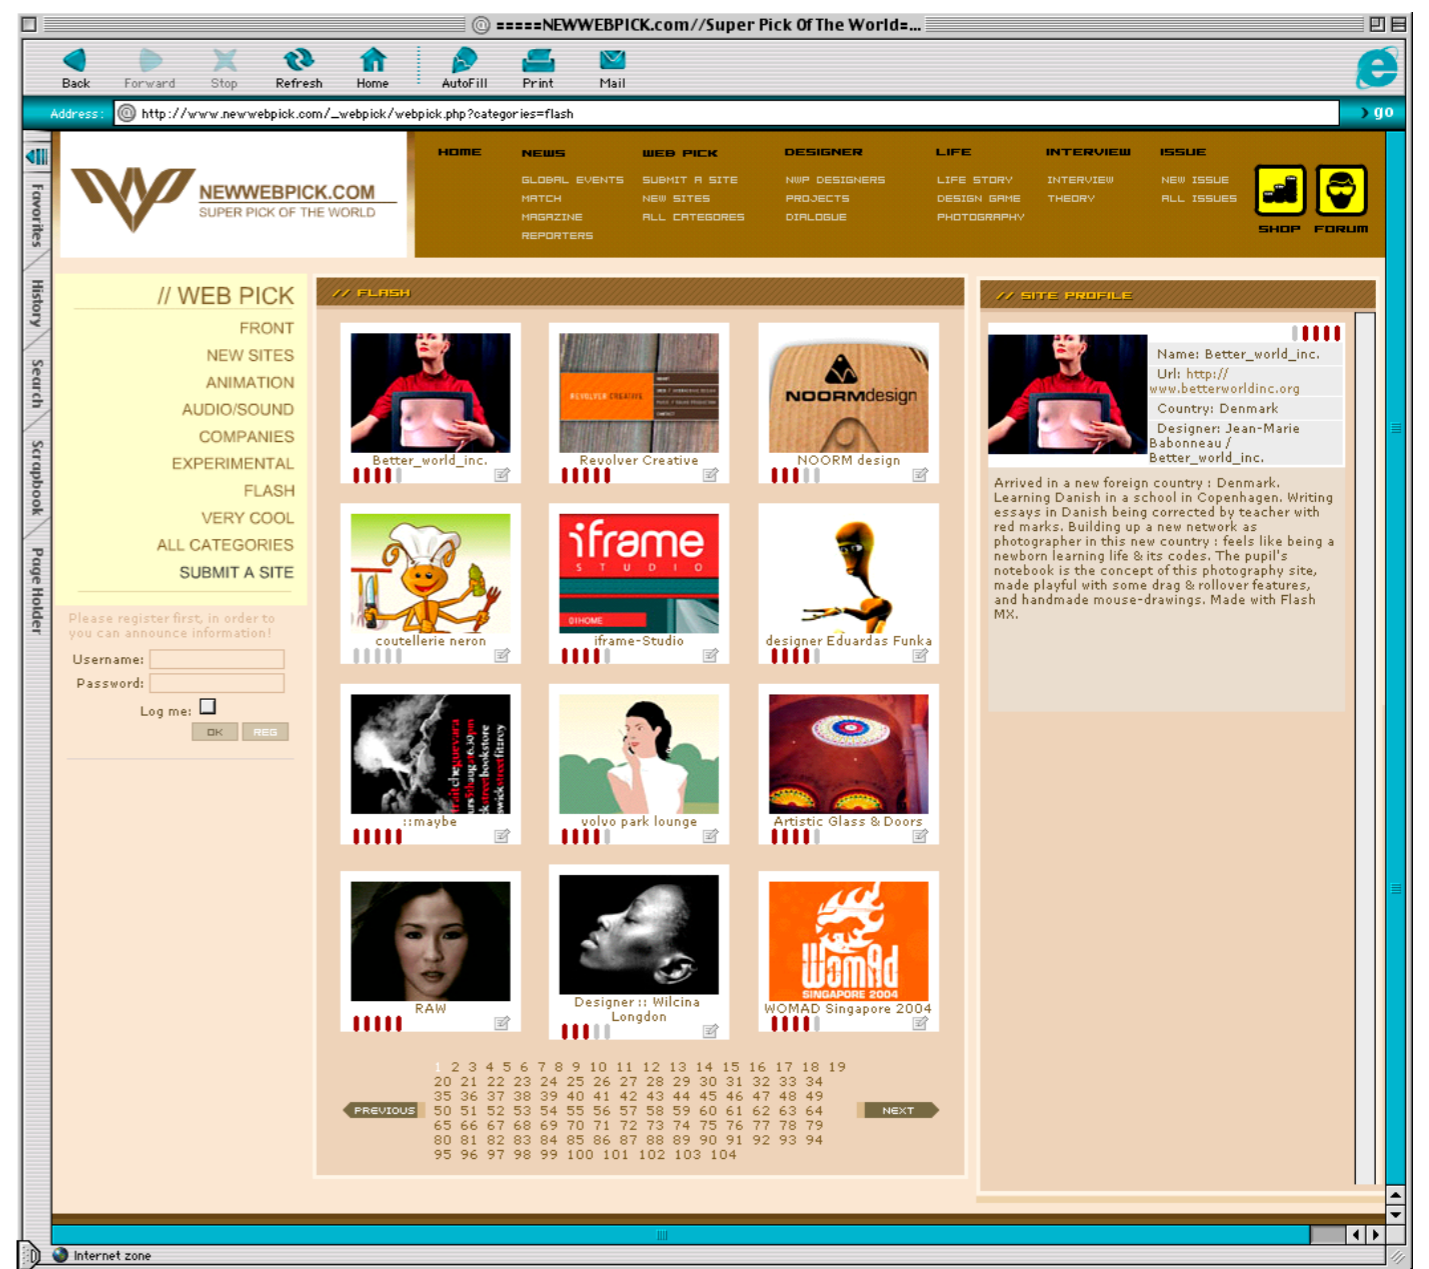 =====NEWWEBPICK.com//Super Pick Of The World=...
Back Forward Stop Refresh Home AutoFill Print Mail
Address: http://www.newwebpick.com/_webpick/webpick.php?categories=flash go
Favorites
History
Search
Scrapbook
Page Holder
NEWWEBPICK.COM
SUPER PICK OF THE WORLD
HOME NEWS WEB PICK DESIGNER LIFE INTERVIEW ISSUE
GLOBAL EVENTS SUBMIT A SITE NWP DESIGNERS LIFE STORY INTERVIEW NEW ISSUE
MATCH NEW SITES PROJECTS DESIGN GAME THEORY ALL ISSUES
MAGAZINE ALL CATEGORES DIALOGUE PHOTOGRAPHY
REPORTERS
SHOP FORUM
// WEB PICK
FRONT
NEW SITES
ANIMATION
AUDIO/SOUND
COMPANIES
EXPERIMENTAL
FLASH
VERY COOL
ALL CATEGORIES
SUBMIT A SITE
Please register first, in order to
you can announce information!
Username:
Password:
Log me:
OK REG
// FLASH
REVOLVER CREATIVE
NOORMdesign
Better_world_inc. Revolver Creative NOORM design
iframe
STUDIO
01HOME
coutellerie neron iframe-Studio designer Eduardas Funka
trait cheguevara
urs5thaugat6.30pm
kstreetbookstore
swickstreetfitzroy
::maybe volvo park lounge Artistic Glass & Doors
Womad
SINGAPORE 2004
RAW Designer :: Wilcina
Longdon
WOMAD Singapore 2004
1 2 3 4 5 6 7 8 9 10 11 12 13 14 15 16 17 18 19
20 21 22 23 24 25 26 27 28 29 30 31 32 33 34
35 36 37 38 39 40 41 42 43 44 45 46 47 48 49
PREVIOUS 50 51 52 53 54 55 56 57 58 59 60 61 62 63 64 NEXT
65 66 67 68 69 70 71 72 73 74 75 76 77 78 79
80 81 82 83 84 85 86 87 88 89 90 91 92 93 94
95 96 97 98 99 100 101 102 103 104
// SITE PROFILE
Name: Better_world_inc.
Url: http://
www.betterworldinc.org
Country: Denmark
Designer: Jean-Marie
Babonneau /
Better_world_inc.
Arrived in a new foreign country : Denmark.
Learning Danish in a school in Copenhagen. Writing
essays in Danish being corrected by teacher with
red marks. Building up a new network as
photographer in this new country : feels like being a
newborn learning life & its codes. The pupil's
notebook is the concept of this photography site,
made playful with some drag & rollover features,
and handmade mouse-drawings. Made with Flash
MX.
Internet zone